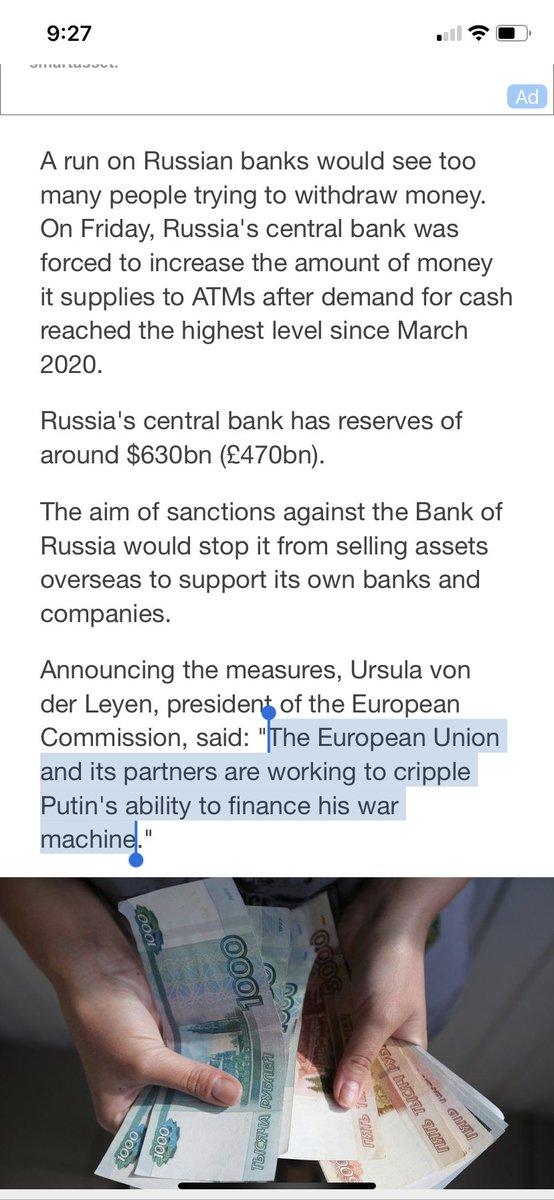 9:27
smartasset.
Ad
A run on Russian banks would see too
many people trying to withdraw money.
On Friday, Russia's central bank was
forced to increase the amount of money
it supplies to ATMs after demand for cash
reached the highest level since March
2020.
Russia's central bank has reserves of
around $630bn (£470bn).
The aim of sanctions against the Bank of
Russia would stop it from selling assets
overseas to support its own banks and
companies.
Announcing the measures, Ursula von
der Leyen, president of the European
Commission, said: "The European Union
and its partners are working to cripple
Putin's ability to finance his war
machine."
1000
1000
ТЫСЯЧА РУБЛЕЙ
1000
1000
5000